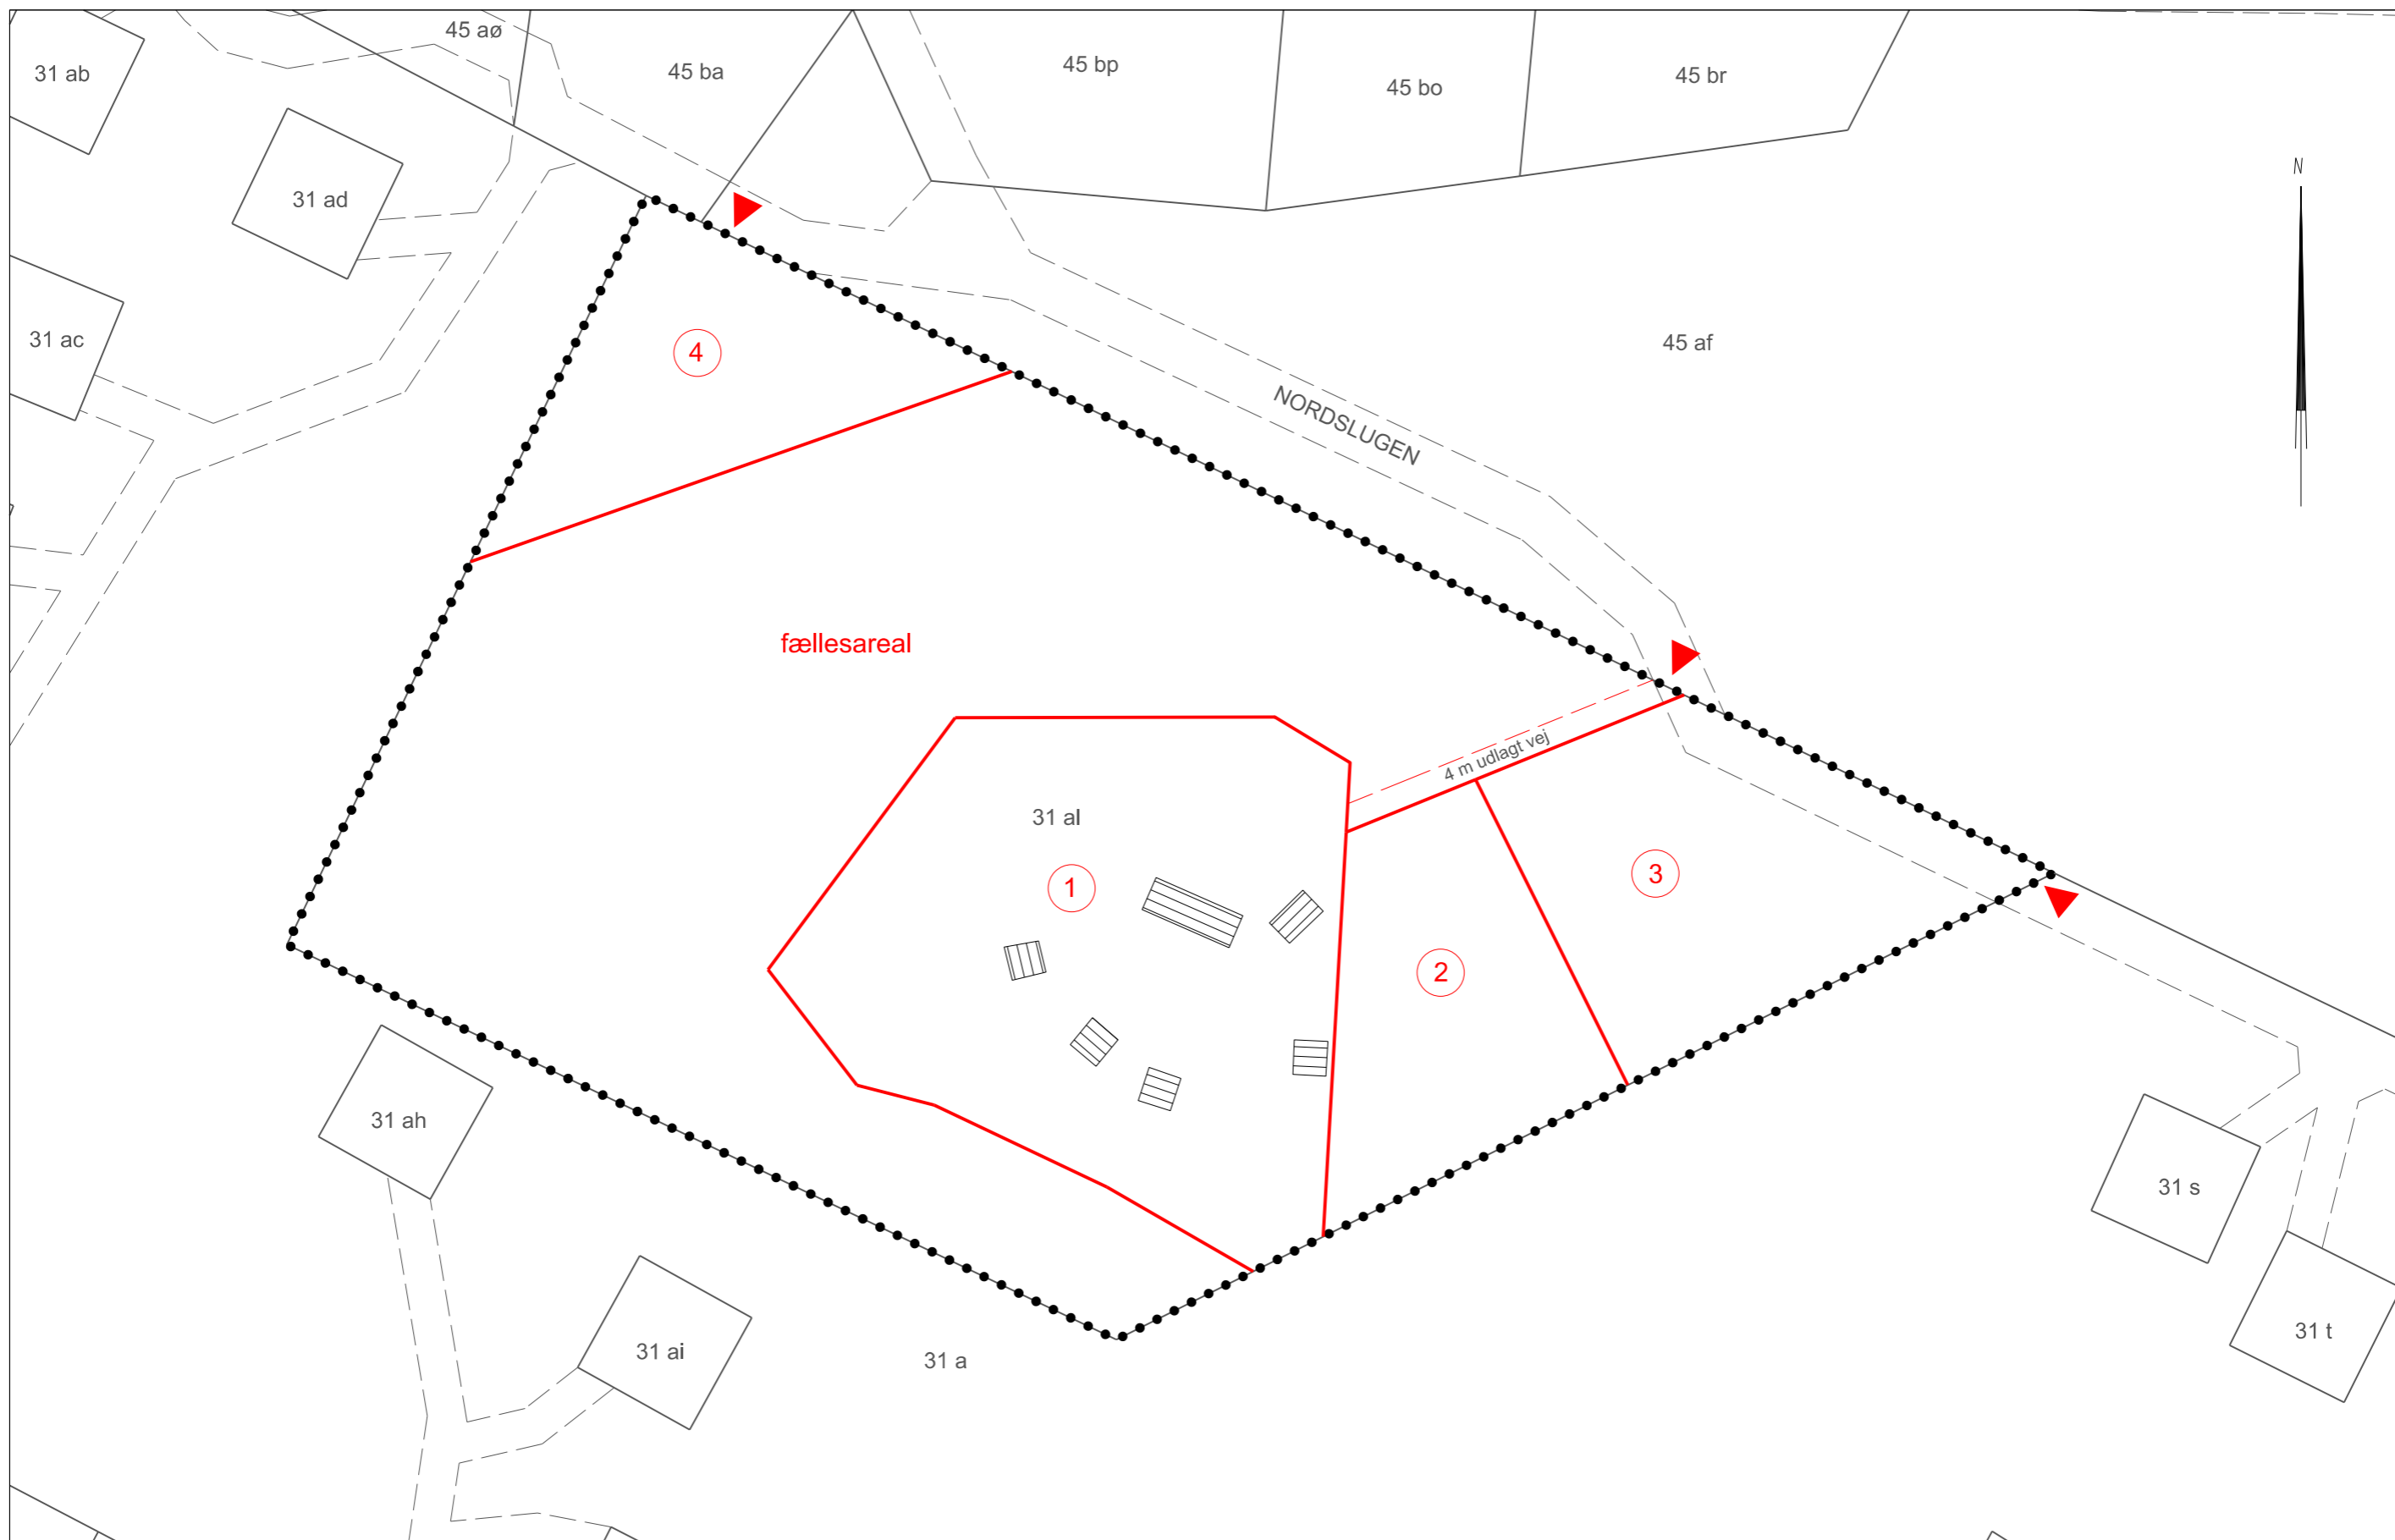 45 aø
31 ab
45 ba
45 bp
45 bo
45 br
N
31 ad
31 ac
4
45 af
NORDSLUGEN
fællesareal
4 m udlagt vej
31 al
1
3
2
31 ah
31 s
31 t
31 ai
31 a